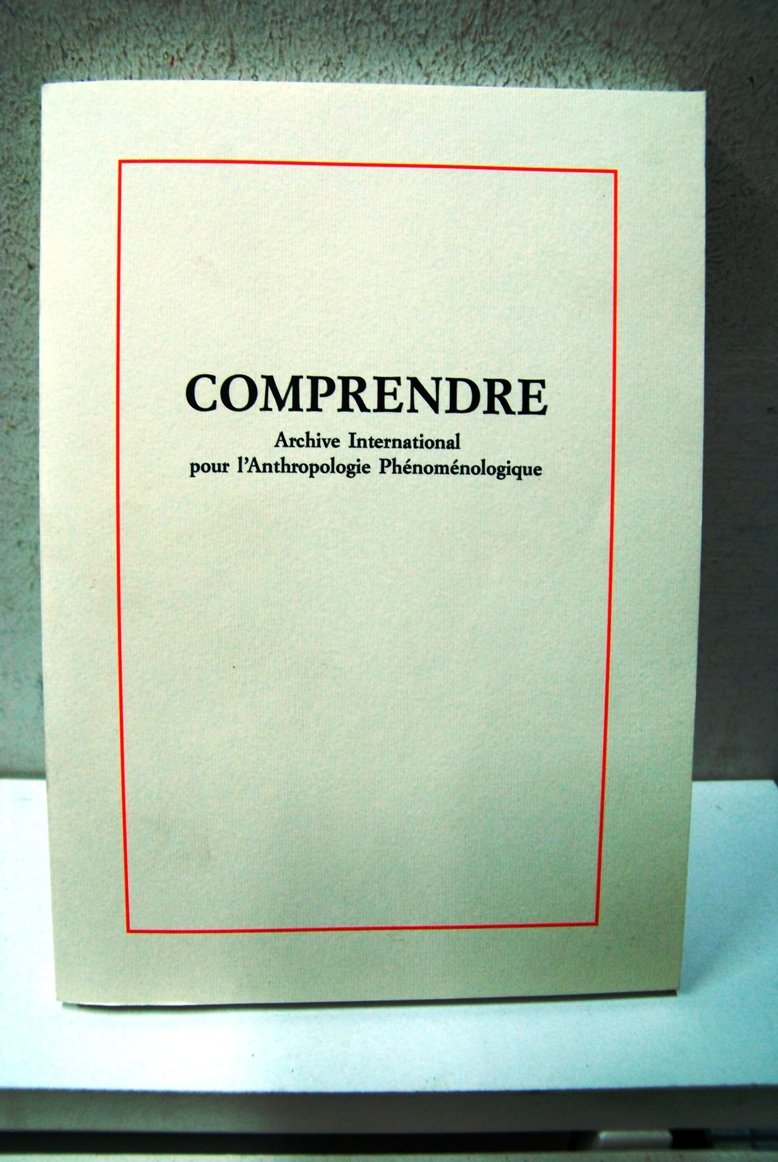 COMPRENDRE
Archive International
pour l'Anthropologie Phénoménologique